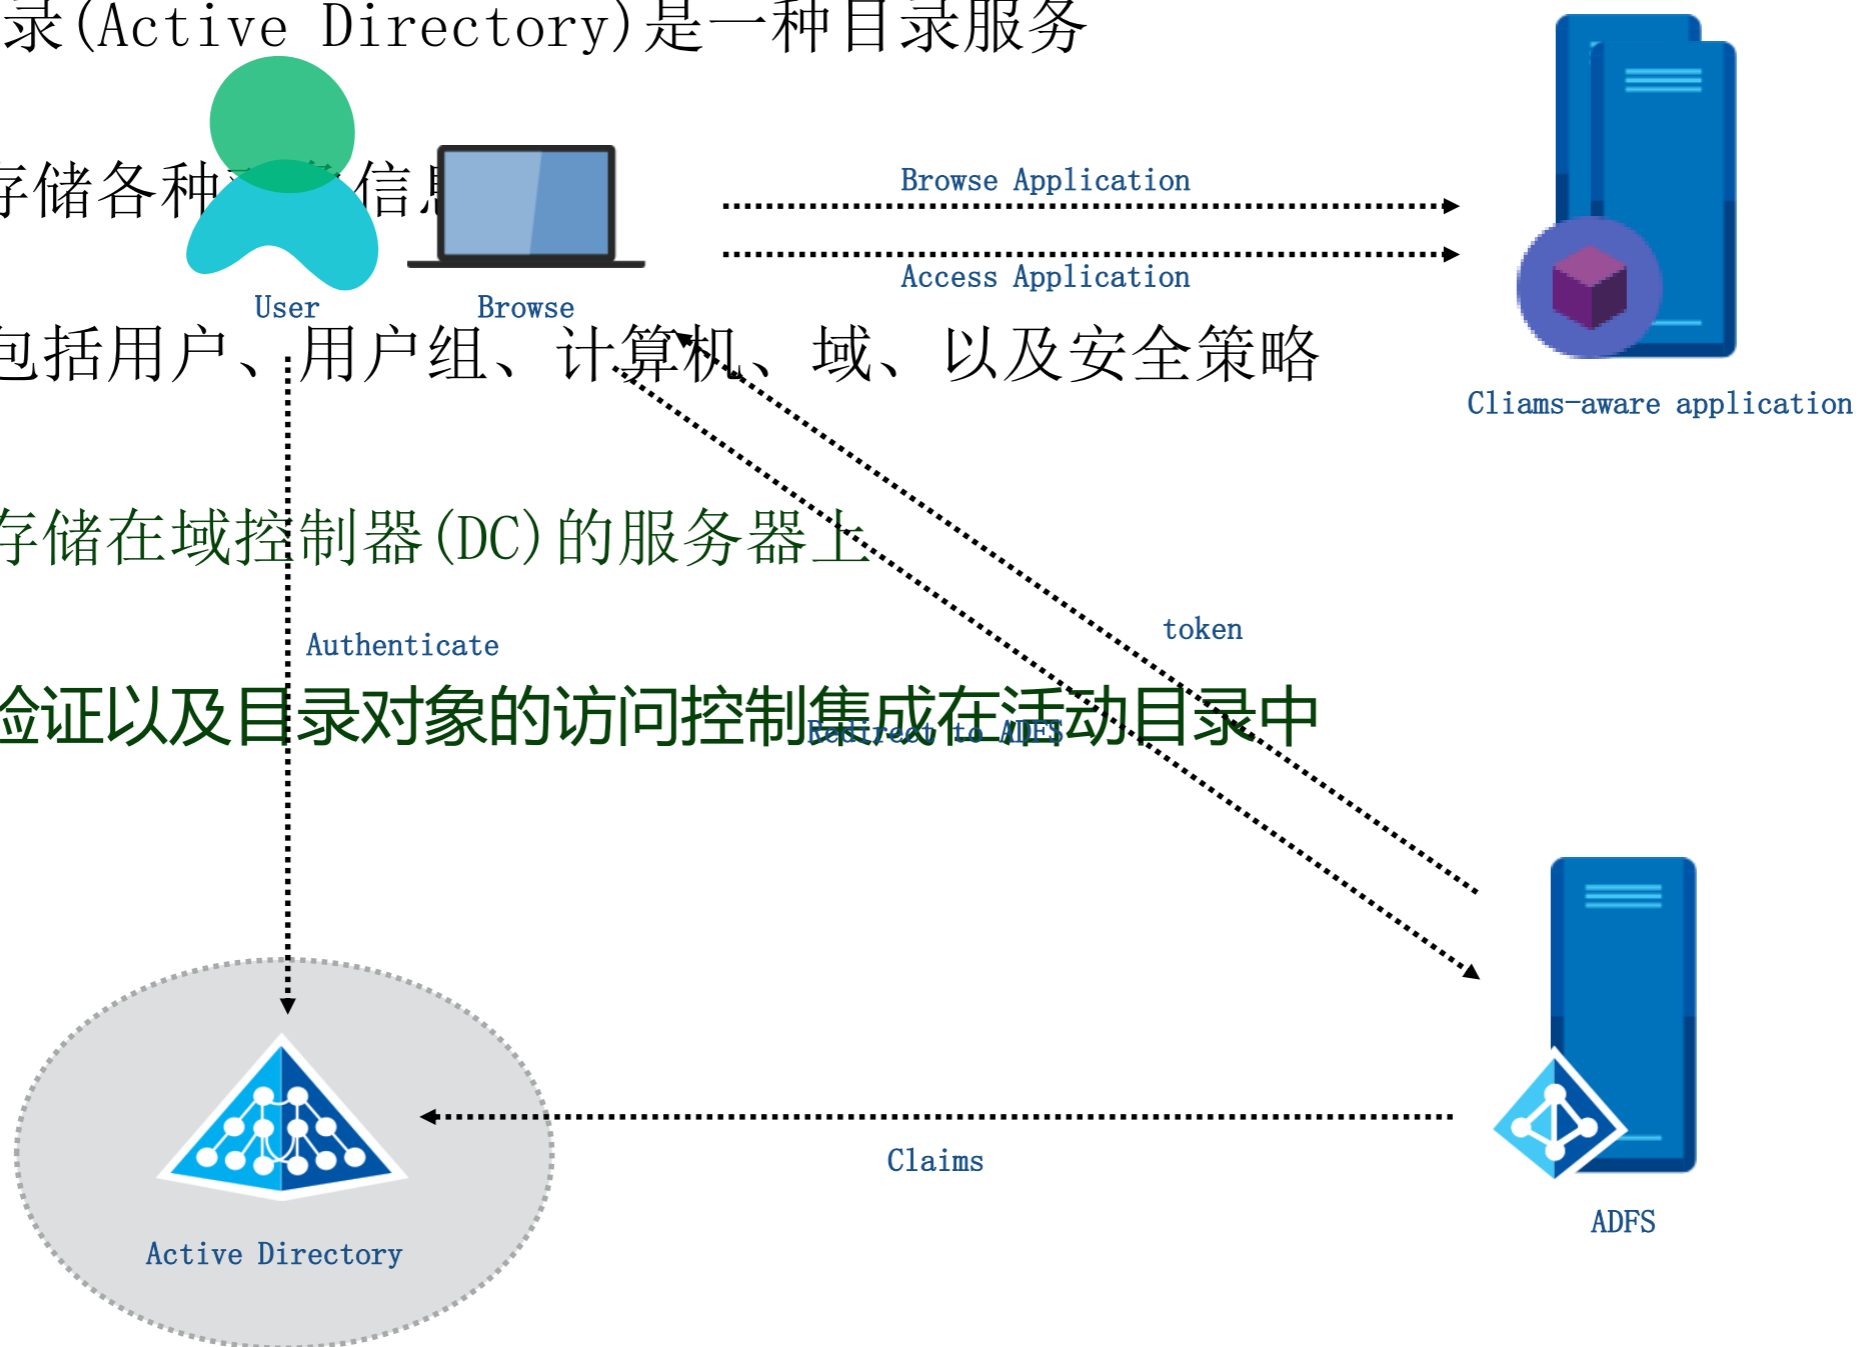 录(Active Directory)是一种目录服务
存储各种 信息
Browse Application
Access Application
User
Browse
包括用户、用户组、计算机、域、以及安全策略
Cliams-aware application
存储在域控制器(DC)的服务器上
token
Authenticate
验证以及目录对象的访问控制集成在活动目录中
Redirect to ADFS
Claims
ADFS
Active Directory